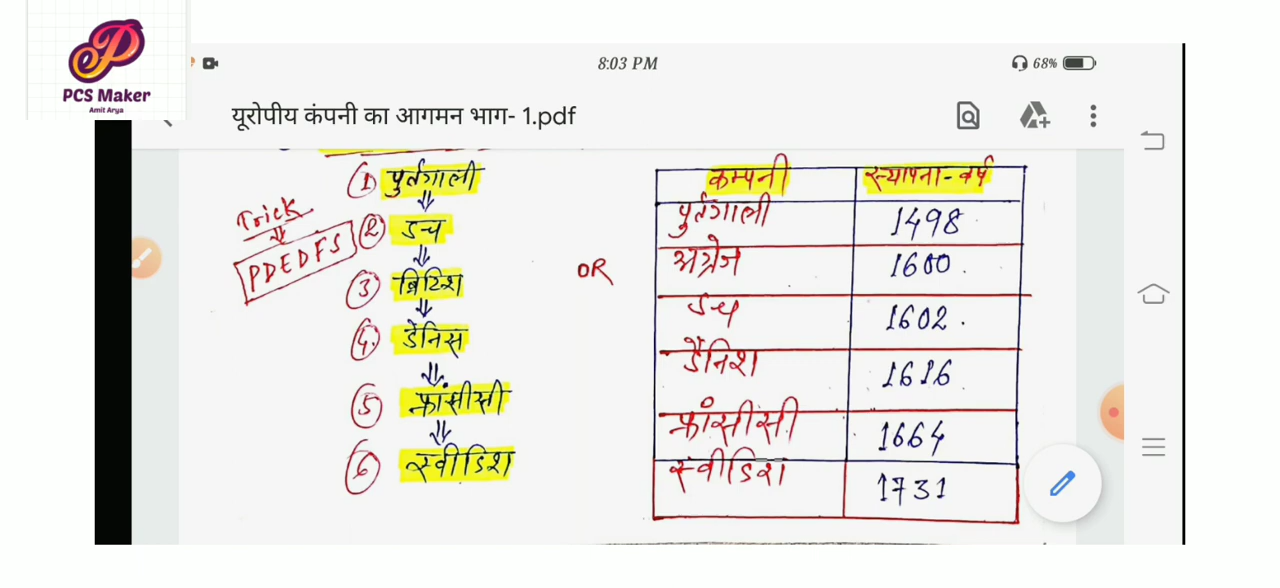 PCS Maker
Amit Arya
8:03 PM
68%
यूरोपीय कंपनी का आगमन भाग- 1.pdf
Trick
PDEDFS
① पुर्तगाली
② डच
③ ब्रिटिश
④ डेनिस
⑤ फ्रांसीसी
⑥ स्वीडिश
OR
कम्पनी स्थापना-वर्ष
पुर्तगाली 1498
अंग्रेज 1600.
डच 1602.
डैनिश 1616
फ्रांसीसी 1664
स्वीडिश 1731